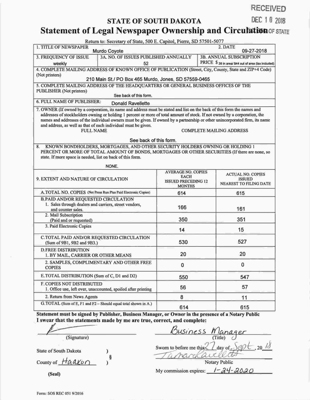 RECEIVED
DEC 18 2018
STATE OF SOUTH DAKOTA
Statement of Legal Newspaper Ownership and Circulation OF STATE
Return to: Secretary of State, 500 E. Capitol, Pierre, SD 57501-5077
1. TITLE OF NEWSPAPER
Murdo Coyote
2. DATE
09-27-2018
3. FREQUENCY OF ISSUE
weekly
3A. NO. OF ISSUES PUBLISHED ANNUALLY
52
3B. ANNUAL SUBSCRIPTION
PRICE
4. COMPLETE MAILING ADDRESS OF KNOWN OFFICE OF PUBLICATION (Street, City, County, State and ZIP+4 Code)
(Not printers)
210 Main St./ PO Box 465 Murdo, Jones, SD 57559-0465
5. COMPLETE MAILING ADDRESS OF THE HEADQUARTERS OR GENERAL BUSINESS OFFICES OF THE
PUBLISHER (Not printers)
See back of this form.
6. FULL NAME OF PUBLISHER:
Donald Ravellette
7. OWNER (If owned by a corporation, its name and address must be stated and listed on the back of this form the names and
addresses of stockholders owning or holding 1 percent or more of total amount of stock. If not owned by a corporation, the
names and addresses of the individual owners must be given. If owned by a partnership or other unincorporated firm, its name
and address, as well as that of each individual must be given.
FULL NAME COMPLETE MAILING ADDRESS
See back of this form.
8. KNOWN BONDHOLDERS, MORTGAGES, AND OTHER SECURITY HOLDERS OWNING OR HOLDING 1
PERCENT OR MORE OF TOTAL AMOUNT OF BONDS, MORTGAGES OR OTHER SECURITIES (If there are none, so
state. If more space is needed, list on back of this form.
NONE.
9. EXTENT AND NATURE OF CIRCULATION
AVERAGE NO. COPIES
EACH
ISSUED PRECEDING 12
MONTHS
ACTUAL NO. COPIES
ISSUED
NEAREST TO FILING DATE
A. TOTAL NO. COPIES (Net Press Run Plus Paid Electronic Copies) 614 615
B. PAID AND/OR REQUESTED CIRCULATION
1. Sales through dealers and carriers, street vendors,
and counter sales. 166 161
2. Mail Subscription
(Paid and or requested) 350 351
3. Paid Electronic Copies 14 15
C. TOTAL PAID AND/OR REQUESTED CIRCULATION
(Sum of 9B1, 9B2 and 9B3.) 530 527
D. FREE DISTRIBUTION
1. BY MAIL, CARRIER OR OTHER MEANS 20 20
2. SAMPLES, COMPLIMENTARY AND OTHER FREE
COPIES 0 0
E. TOTAL DISTRIBUTION (Sum of C, D1 and D2) 550 547
F. COPIES NOT DISTRIBUTED
1. Office use, left over, unaccounted, spoiled after printing 56 57
2. Return from News Agents 8 11
G. TOTAL (Sum of E, F1 and F2 – Should equal total shown in A.) 614 615
Statement must be signed by Publisher, Business Manager, or Owner in the presence of a Notary Public
I swear that the statements made by me are true, correct, and complete:
Business Manager
(Signature) (Title)
State of South Dakota )
§
County of Haakon )
(Seal)
Sworn to before me this 27 day of Sept. 20 18
Notary Public
My commission expires: 1-24-2020
Form: SOS REC 051 9/2016